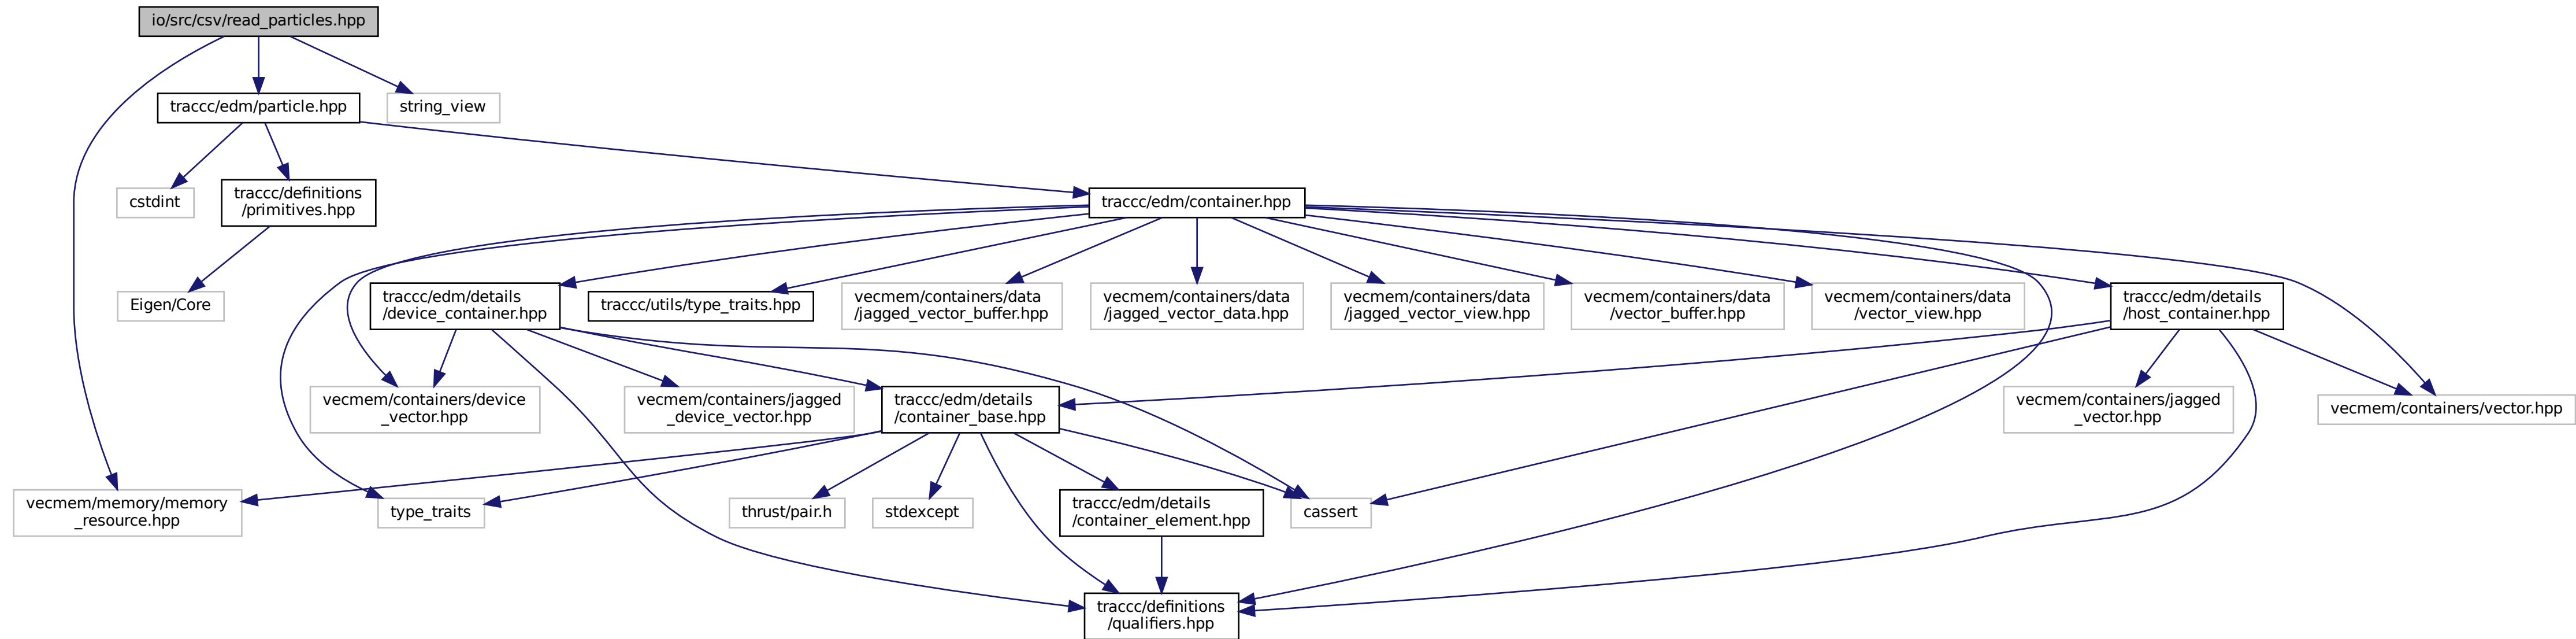 io/src/csv/read_particles.hpp
traccc/edm/particle.hpp
string_view
cstdint
traccc/definitions
/primitives.hpp
traccc/edm/container.hpp
Eigen/Core
traccc/edm/details
/device_container.hpp
traccc/utils/type_traits.hpp
vecmem/containers/data
/jagged_vector_buffer.hpp
vecmem/containers/data
/jagged_vector_data.hpp
vecmem/containers/data
/jagged_vector_view.hpp
vecmem/containers/data
/vector_buffer.hpp
vecmem/containers/data
/vector_view.hpp
traccc/edm/details
/host_container.hpp
vecmem/containers/device
_vector.hpp
vecmem/containers/jagged
_device_vector.hpp
traccc/edm/details
/container_base.hpp
vecmem/containers/jagged
_vector.hpp
vecmem/containers/vector.hpp
vecmem/memory/memory
_resource.hpp
type_traits
thrust/pair.h
stdexcept
traccc/edm/details
/container_element.hpp
cassert
traccc/definitions
/qualifiers.hpp